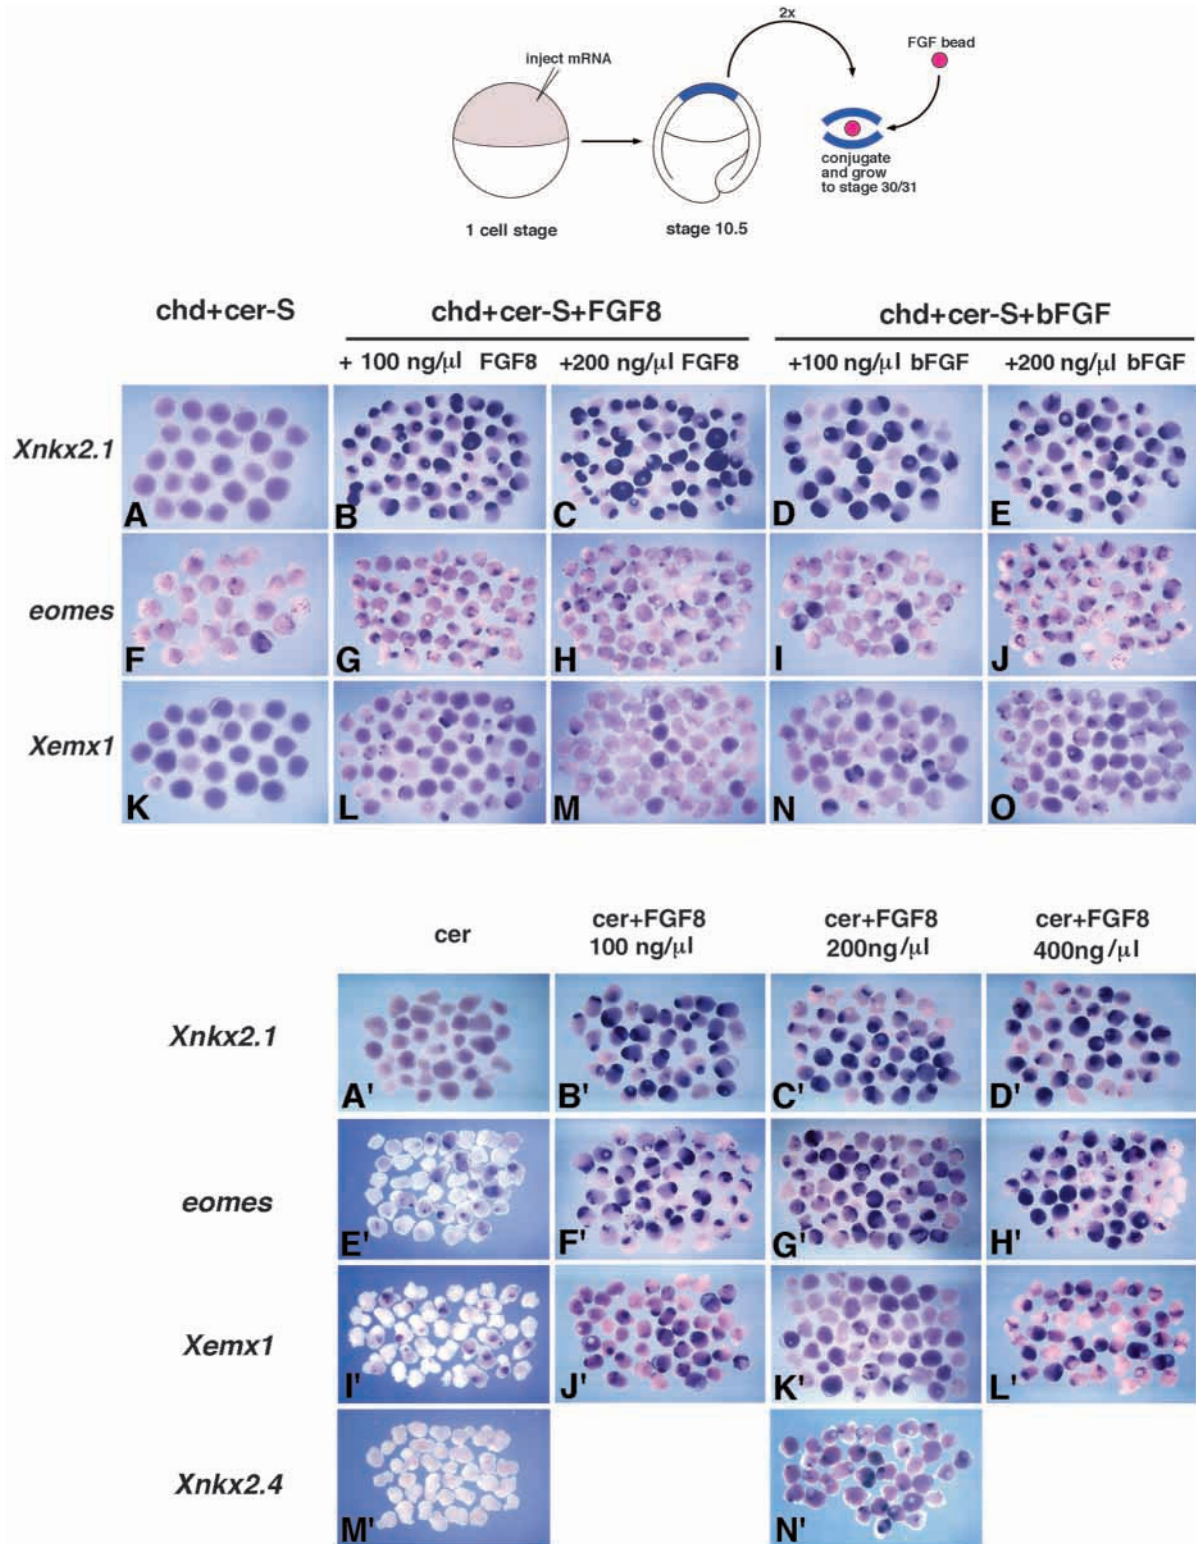 2x
inject mRNA
FGF bead
conjugate
and grow
to stage 30/31
1 cell stage
stage 10.5
chd+cer-S
chd+cer-S+FGF8
chd+cer-S+bFGF
+ 100 ng/μl FGF8
+200 ng/μl FGF8
+100 ng/μl bFGF
+200 ng/μl bFGF
Xnkx2.1
A
B
C
D
E
eomes
F
G
H
I
J
Xemx1
K
L
M
N
O
cer
cer+FGF8
100 ng/μl
cer+FGF8
200ng/μl
cer+FGF8
400ng/μl
Xnkx2.1
A'
B'
C'
D'
eomes
E'
F'
G'
H'
Xemx1
I'
J'
K'
L'
Xnkx2.4
M'
N'